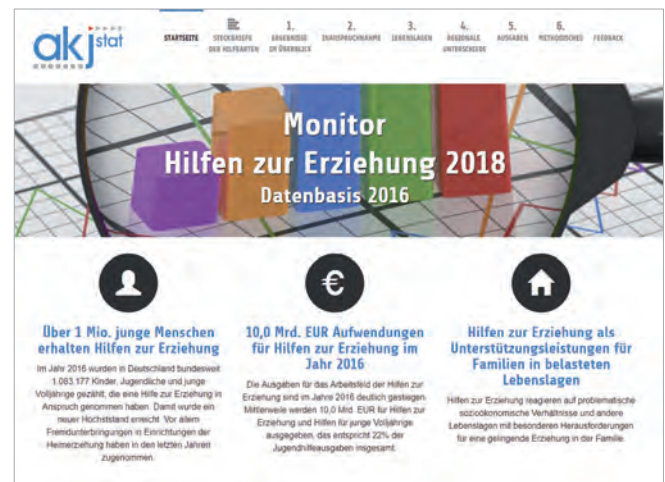 akj stat
STARTSEITE
STECKBRIEFE
DER HILFEARTEN
1.
ERGEBNISSE
IM ÜBERBLICK
2.
INANSPRUCHNAHME
3.
LEBENSLAGEN
4.
REGIONALE
UNTERSCHIEDE
5.
AUSGABEN
6.
METHODISCHES
FEEDBACK
Monitor
Hilfen zur Erziehung 2018
Datenbasis 2016
Über 1 Mio. junge Menschen
erhalten Hilfen zur Erziehung
Im Jahr 2016 wurden in Deutschland bundesweit
1.083.177 Kinder, Jugendliche und junge
Volljährige gezählt, die eine Hilfe zur Erziehung in
Anspruch genommen haben. Damit wurde ein
neuer Höchststand erreicht. Vor allem
Fremdunterbringungen in Einrichtungen der
Heimerziehung haben in den letzten Jahren
zugenommen.
€
10,0 Mrd. EUR Aufwendungen
für Hilfen zur Erziehung im
Jahr 2016
Die Ausgaben für das Arbeitsfeld der Hilfen zur
Erziehung sind im Jahre 2016 deutlich gestiegen.
Mittlerweile werden 10,0 Mrd. EUR für Hilfen zur
Erziehung und Hilfen für junge Volljährige
ausgegeben, das entspricht 22% der
Jugendhilfeausgaben insgesamt.
Hilfen zur Erziehung als
Unterstützungsleistungen für
Familien in belasteten
Lebenslagen
Hilfen zur Erziehung reagieren auf problematische
sozioökonomische Verhältnisse und andere
Lebenslagen mit besonderen Herausforderungen
für eine gelingende Erziehung in der Familie.